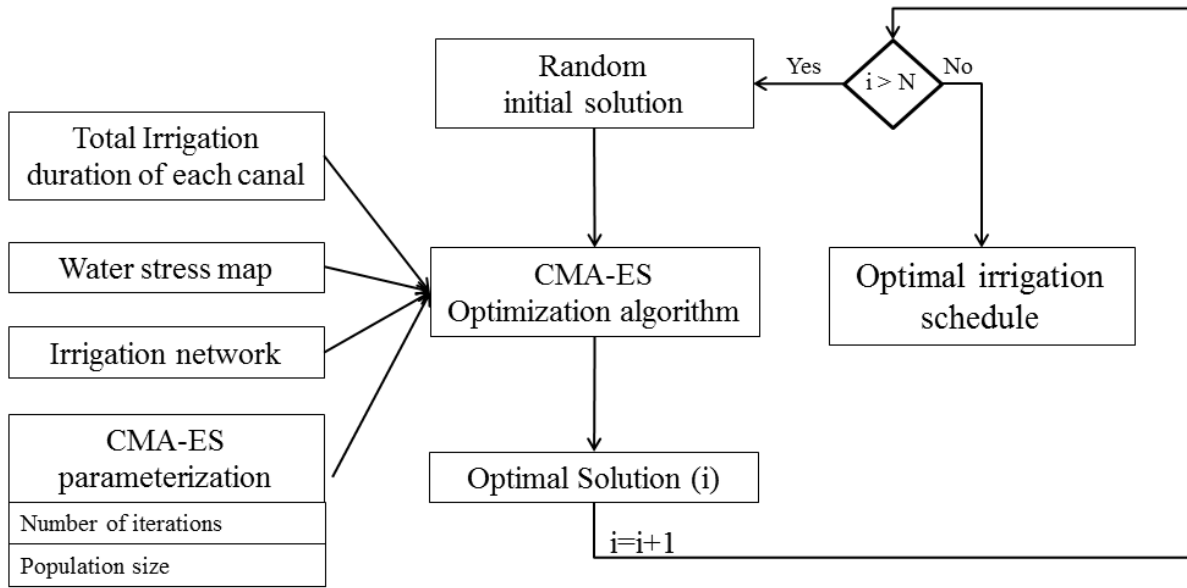 Random
initial solution
Yes
i > N
No
Total Irrigation
duration of each canal
Water stress map
Irrigation network
CMA-ES
parameterization
Number of iterations
Population size
CMA-ES
Optimization algorithm
Optimal irrigation
schedule
Optimal Solution (i)
i=i+1